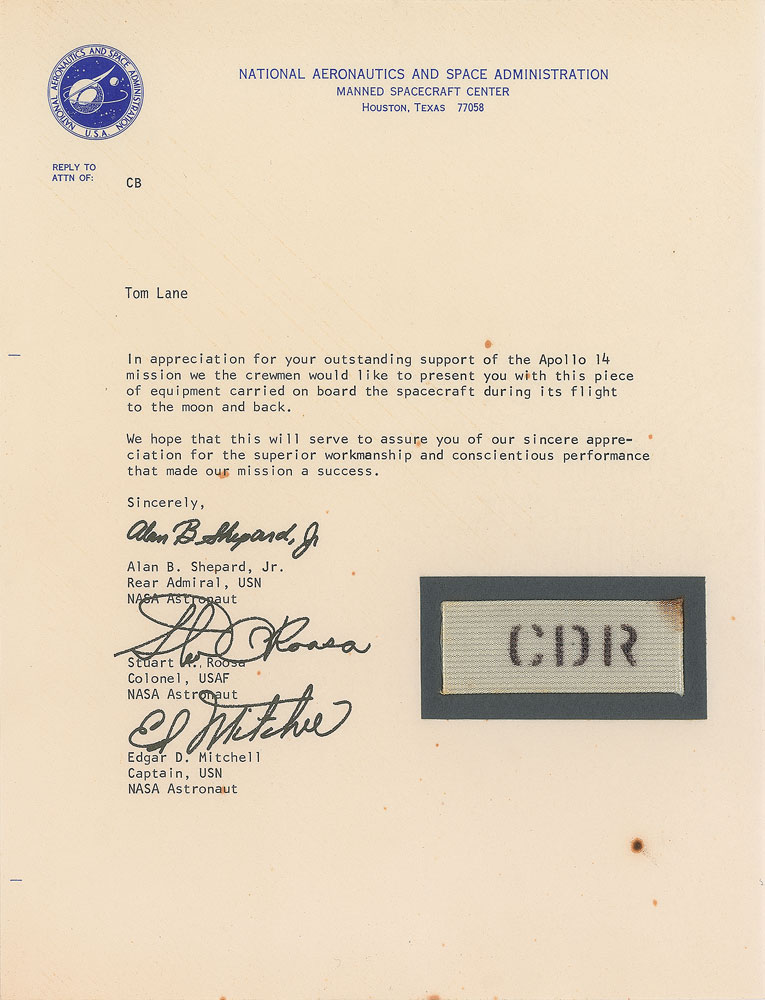 NATIONAL AERONAUTICS AND SPACE ADMINISTRATION
U.S.A.
NATIONAL AERONAUTICS AND SPACE ADMINISTRATION
MANNED SPACECRAFT CENTER
HOUSTON, TEXAS 77058
REPLY TO
ATTN OF:
CB
Tom Lane
In appreciation for your outstanding support of the Apollo 14
mission we the crewmen would like to present you with this piece
of equipment carried on board the spacecraft during its flight
to the moon and back.
We hope that this will serve to assure you of our sincere appre-
ciation for the superior workmanship and conscientious performance
that made our mission a success.
Sincerely,
Alan B Shepard, Jr
Alan B. Shepard, Jr.
Rear Admiral, USN
NASA Astronaut
Stu Roosa
Stuart A. Roosa
Colonel, USAF
NASA Astronaut
Ed Mitchell
Edgar D. Mitchell
Captain, USN
NASA Astronaut
CDR